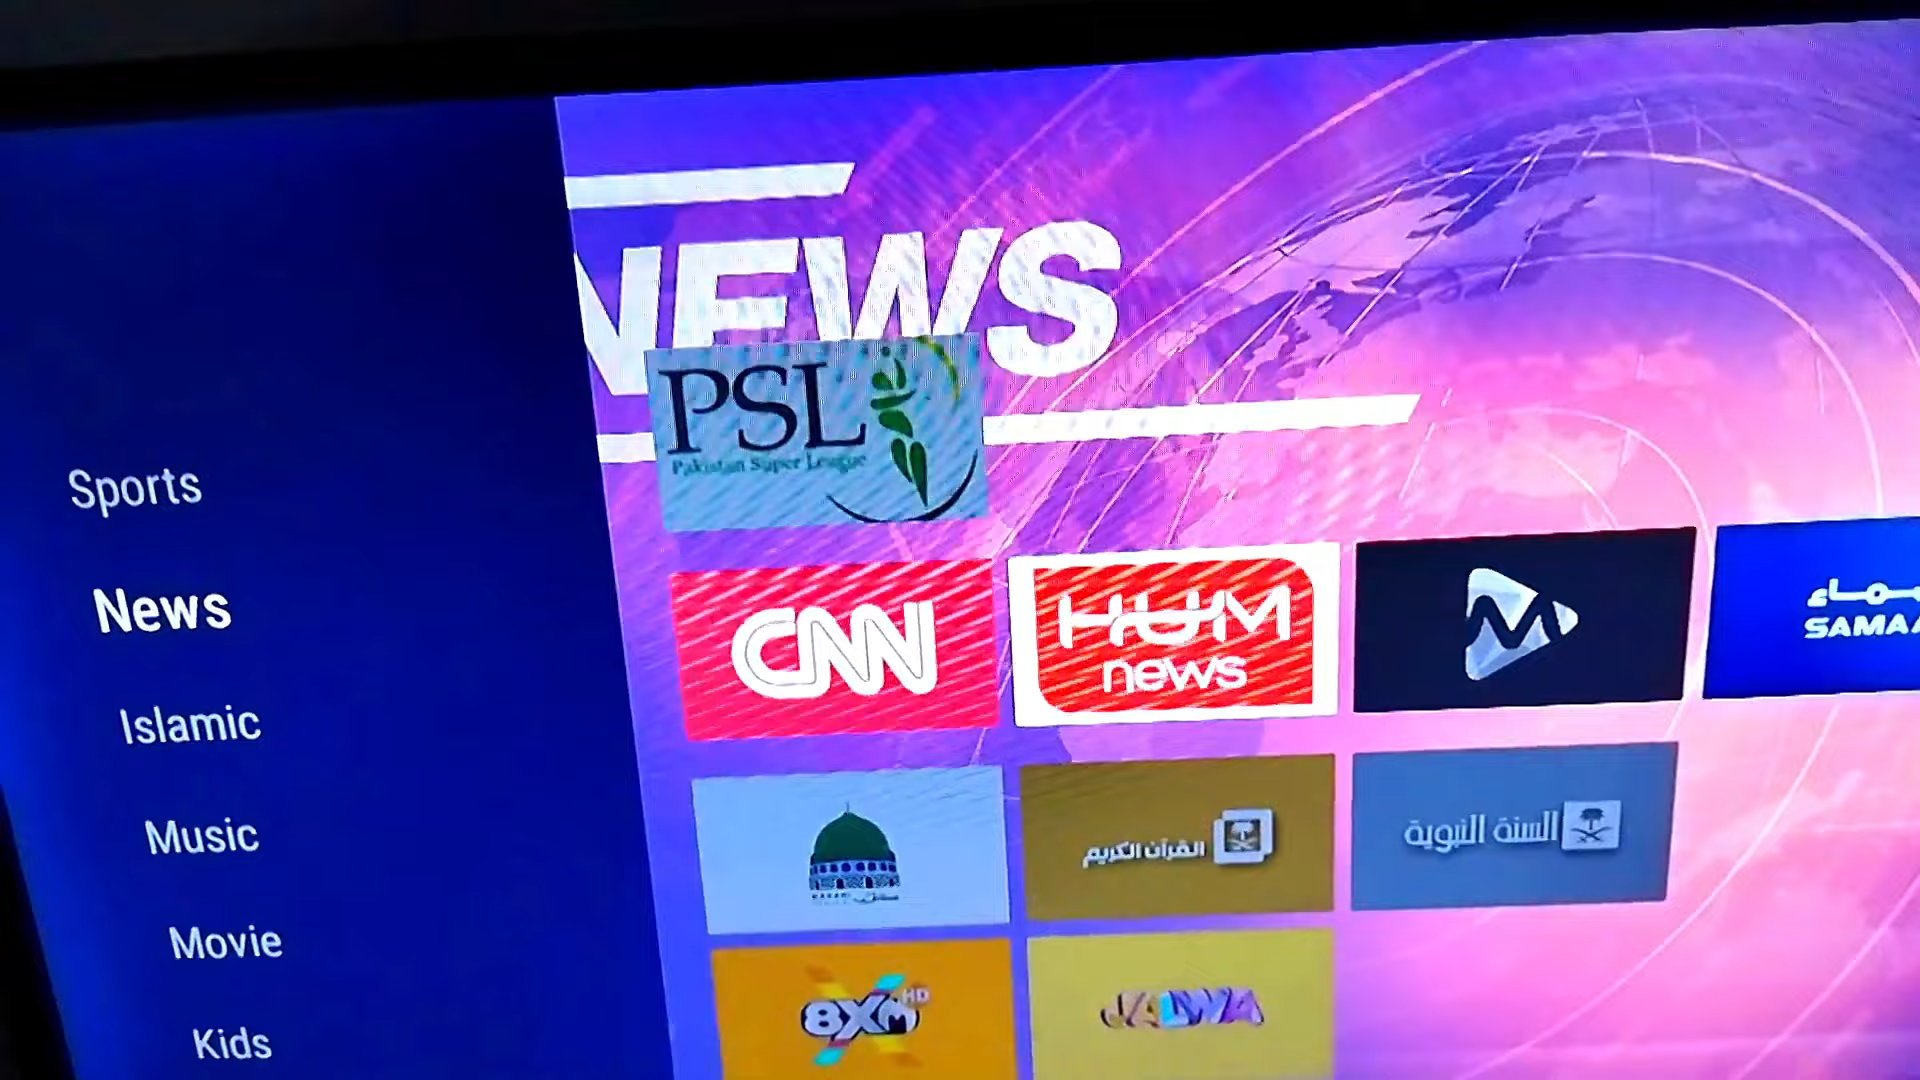 NEWS
PSL
Pakistan Super League
Sports
News
CNN
HUM
news
سماء
SAMAA
Islamic
Music
القرآن الكريم
السنة النبوية
Movie
8XM HD
JALWA
Kids